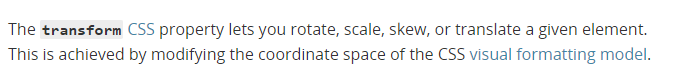 The transform CSS property lets you rotate, scale, skew, or translate a given element.
This is achieved by modifying the coordinate space of the CSS visual formatting model.